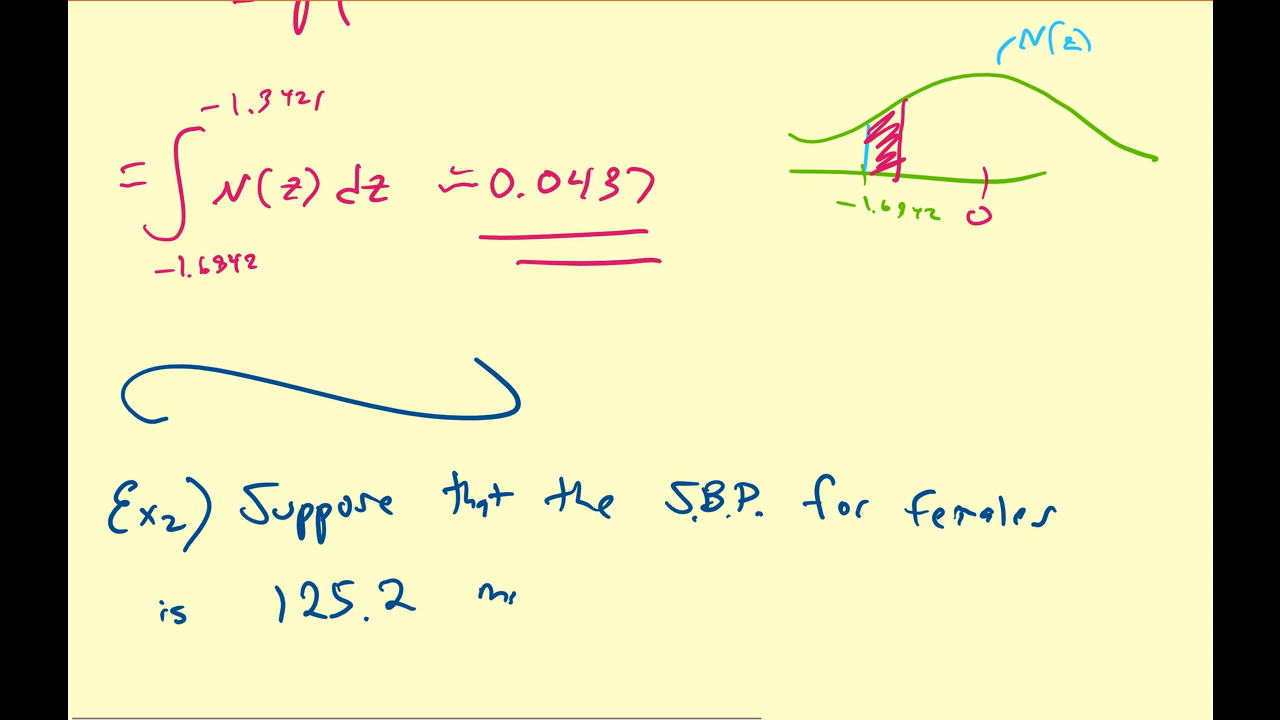 N(z)
-1.3421
= ∫ N(z) dz ≈ 0.0437
-1.6842
-1.6842 0
Ex2) Suppose that the S.B.P. for females
is 125.2 m